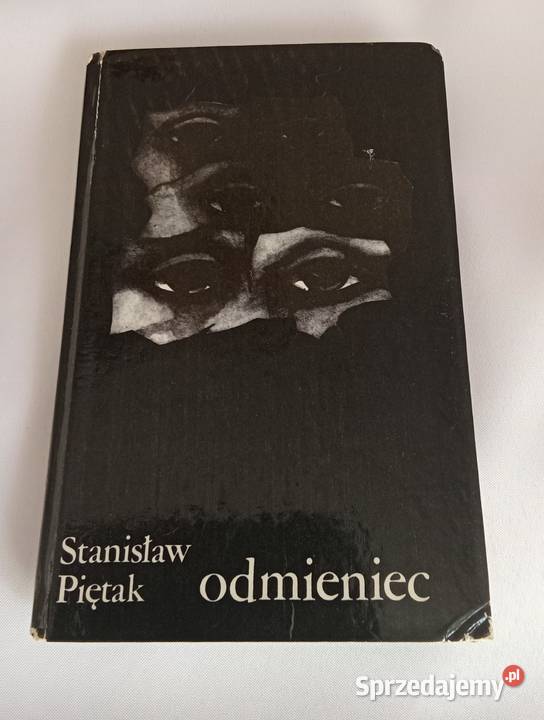 Stanisław
Piętak odmieniec
Sprzedajemy.pl